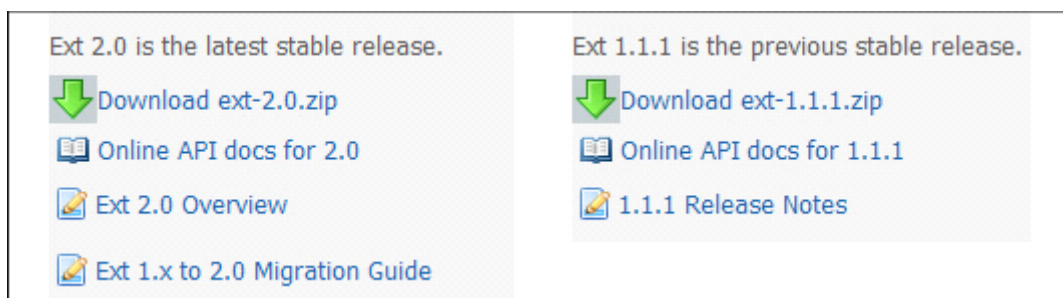 Ext 2.0 is the latest stable release.
Download ext-2.0.zip
Online API docs for 2.0
Ext 2.0 Overview
Ext 1.x to 2.0 Migration Guide
Ext 1.1.1 is the previous stable release.
Download ext-1.1.1.zip
Online API docs for 1.1.1
1.1.1 Release Notes